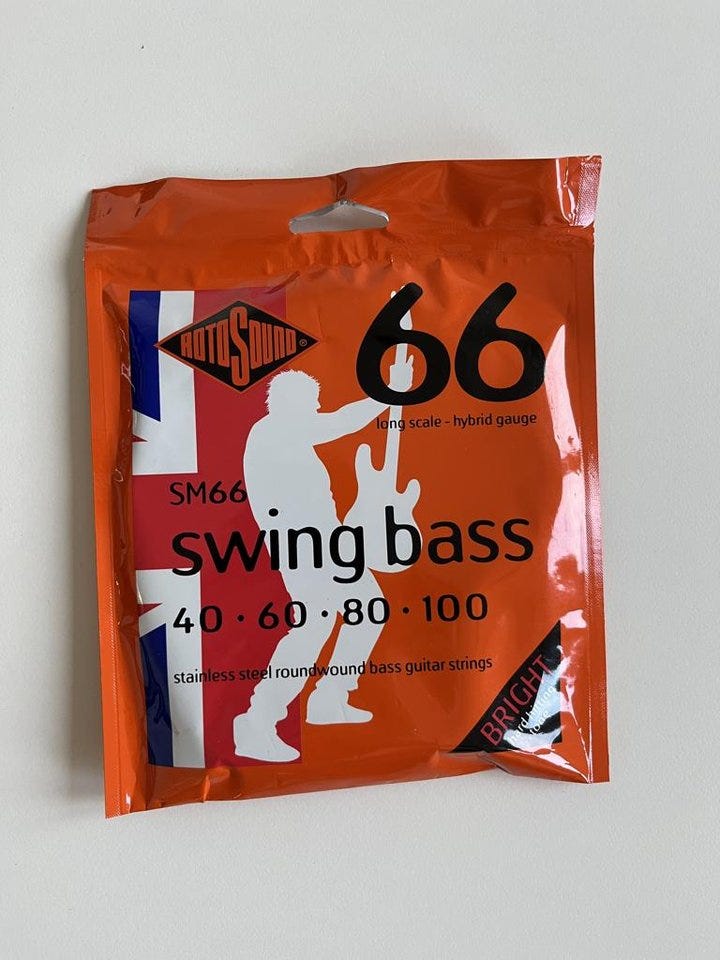 ROTOSOUND®
66
long scale - hybrid gauge
SM66
swing bass
40 · 60 · 80 · 100
stainless steel roundwound bass guitar strings
BRIGHT